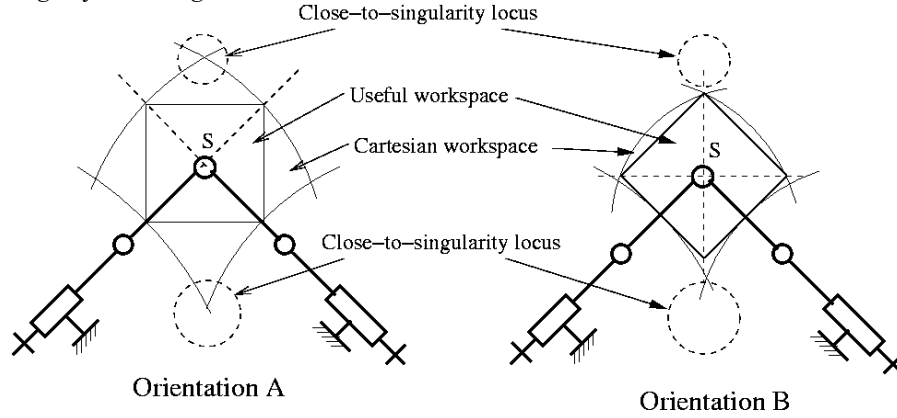 Close–to–singularity locus
Useful workspace
S
S
Cartesian workspace
Close–to–singularity locus
Orientation A
Orientation B